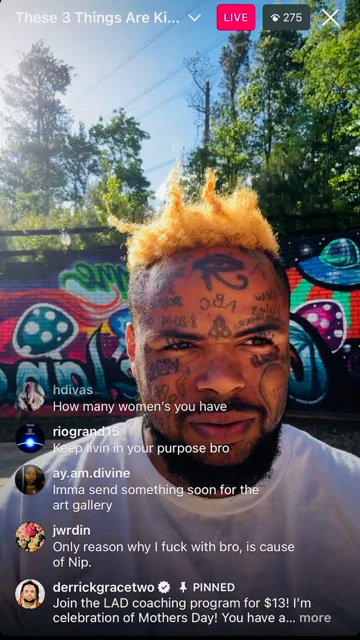 These 3 Things Are Ki...
LIVE
275
hdivas
How many women's you have
riogrand15
Keep livin in your purpose bro
ay.am.divine
Imma send something soon for the
art gallery
jwrdin
Only reason why I fuck with bro, is cause
of Nip.
derrickgracetwo PINNED
Join the LAD coaching program for $13! I'm
celebration of Mothers Day! You have a... more